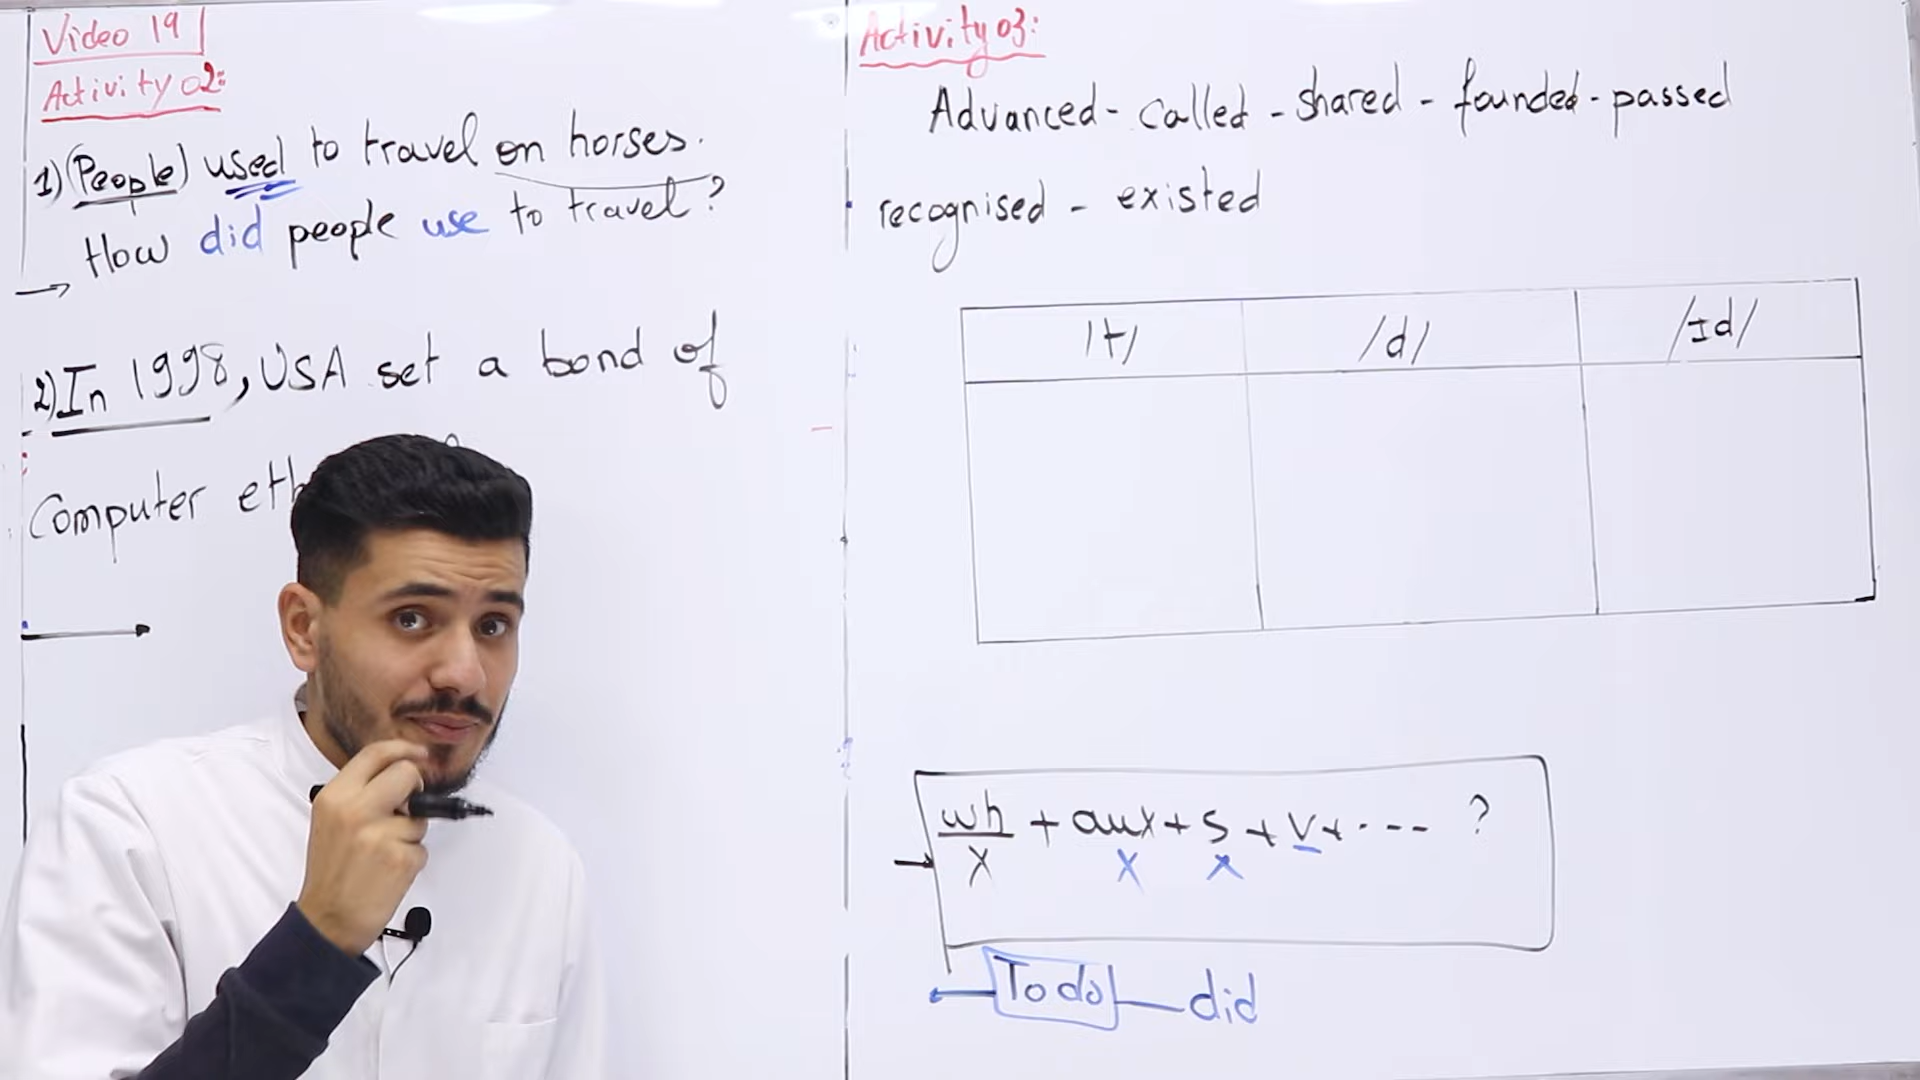 Video 19
Activity 02:
1) (People) used to travel on horses.
How did people use to travel?
2) In 1998, USA set a bond of
Computer eth
Activity 03:
Advanced - called - shared - founded - passed
recognised - existed
/t/ /d/ /Id/
wh + aux + S + V + .... ?
X X X
To do did